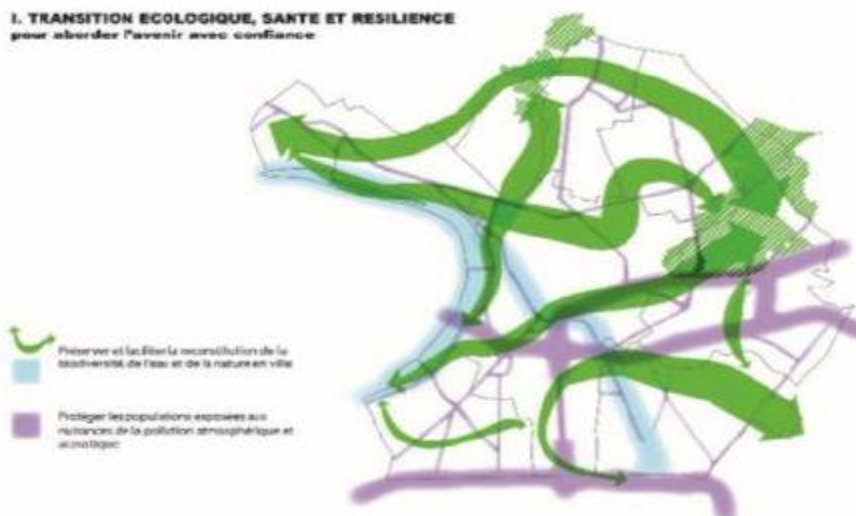 I. TRANSITION ECOLOGIQUE, SANTE ET RESILIENCE
pour aborder l'avenir avec confiance
Préserver et faciliter la reconstitution de la
biodiversité, de l'eau et de la nature en ville
Protéger les populations exposées aux
nuisances de la pollution atmosphérique et
acoustique